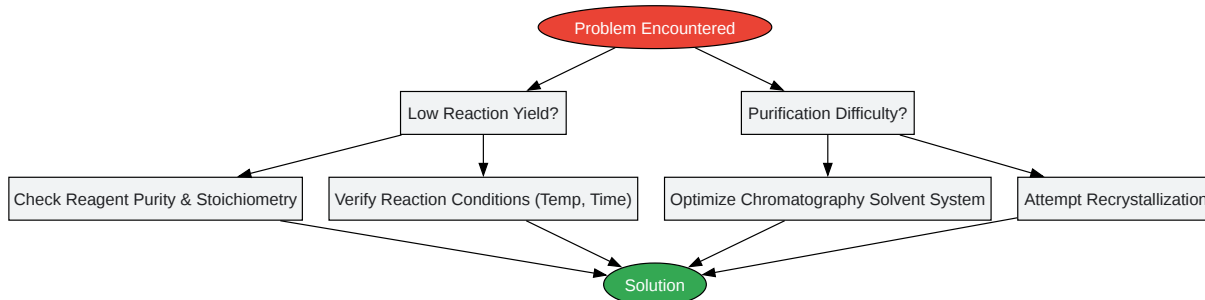 Problem Encountered
Low Reaction Yield?
Purification Difficulty?
Check Reagent Purity & Stoichiometry
Verify Reaction Conditions (Temp, Time)
Optimize Chromatography Solvent System
Attempt Recrystallization
Solution